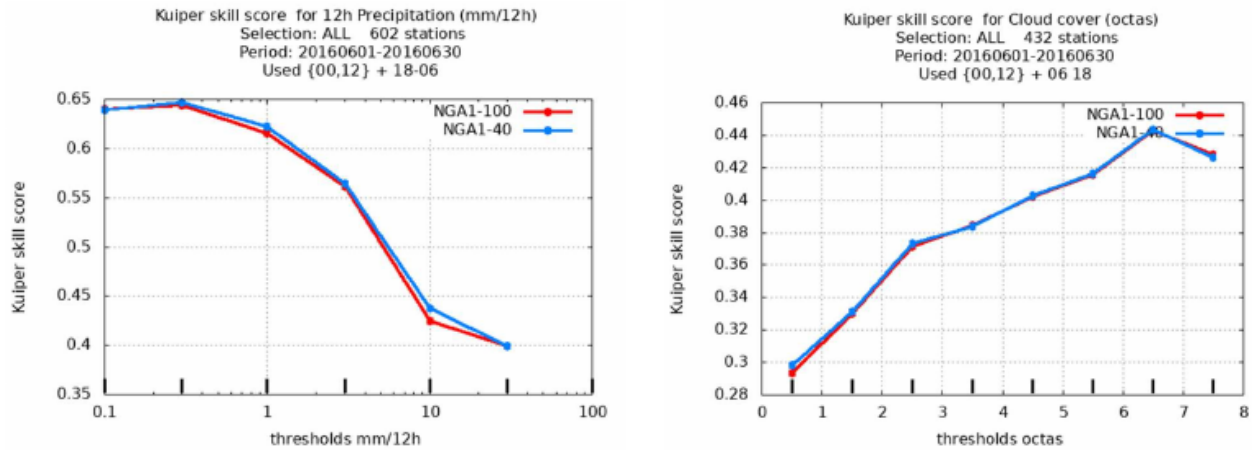 Kuiper skill score for 12h Precipitation (mm/12h)
Selection: ALL 602 stations
Period: 20160601-20160630
Used {00,12} + 18-06
NGA1-100
NGA1-40
Kuiper skill score
0.65
0.6
0.55
0.5
0.45
0.4
0.35
0.1
1
10
100
thresholds mm/12h
Kuiper skill score for Cloud cover (octas)
Selection: ALL 432 stations
Period: 20160601-20160630
Used {00,12} + 06 18
NGA1-100
NGA1-40
Kuiper skill score
0.46
0.44
0.42
0.4
0.38
0.36
0.34
0.32
0.3
0.28
0
1
2
3
4
5
6
7
8
thresholds octas